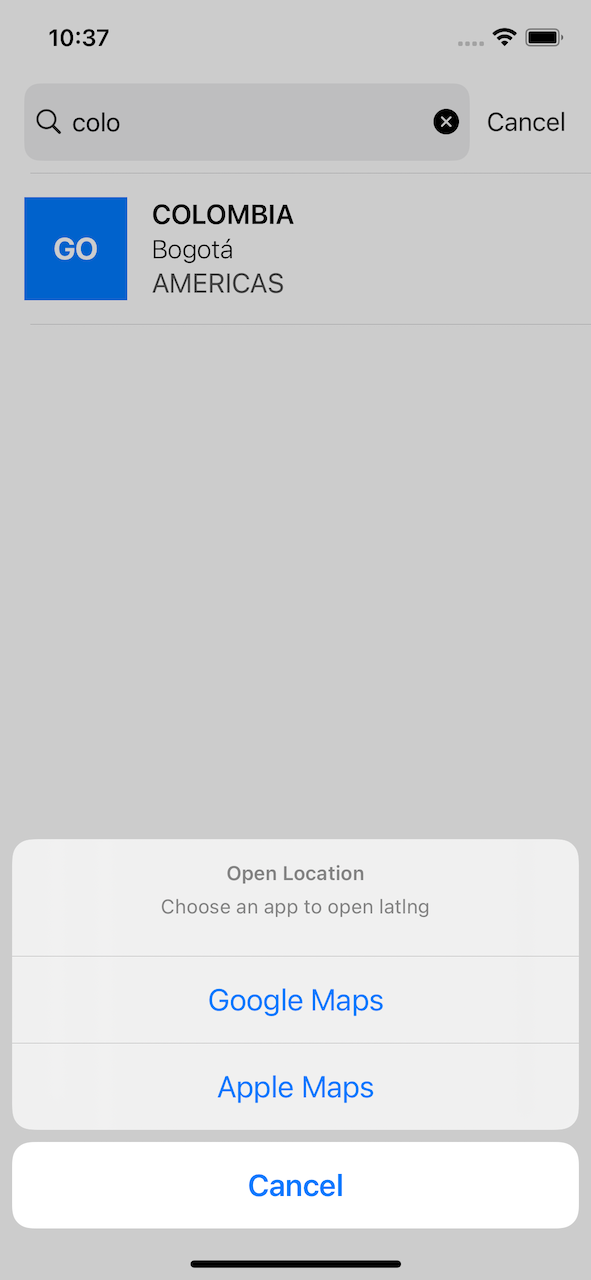 10:37
colo
Cancel
GO
COLOMBIA
Bogotá
AMERICAS
Open Location
Choose an app to open latlng
Google Maps
Apple Maps
Cancel